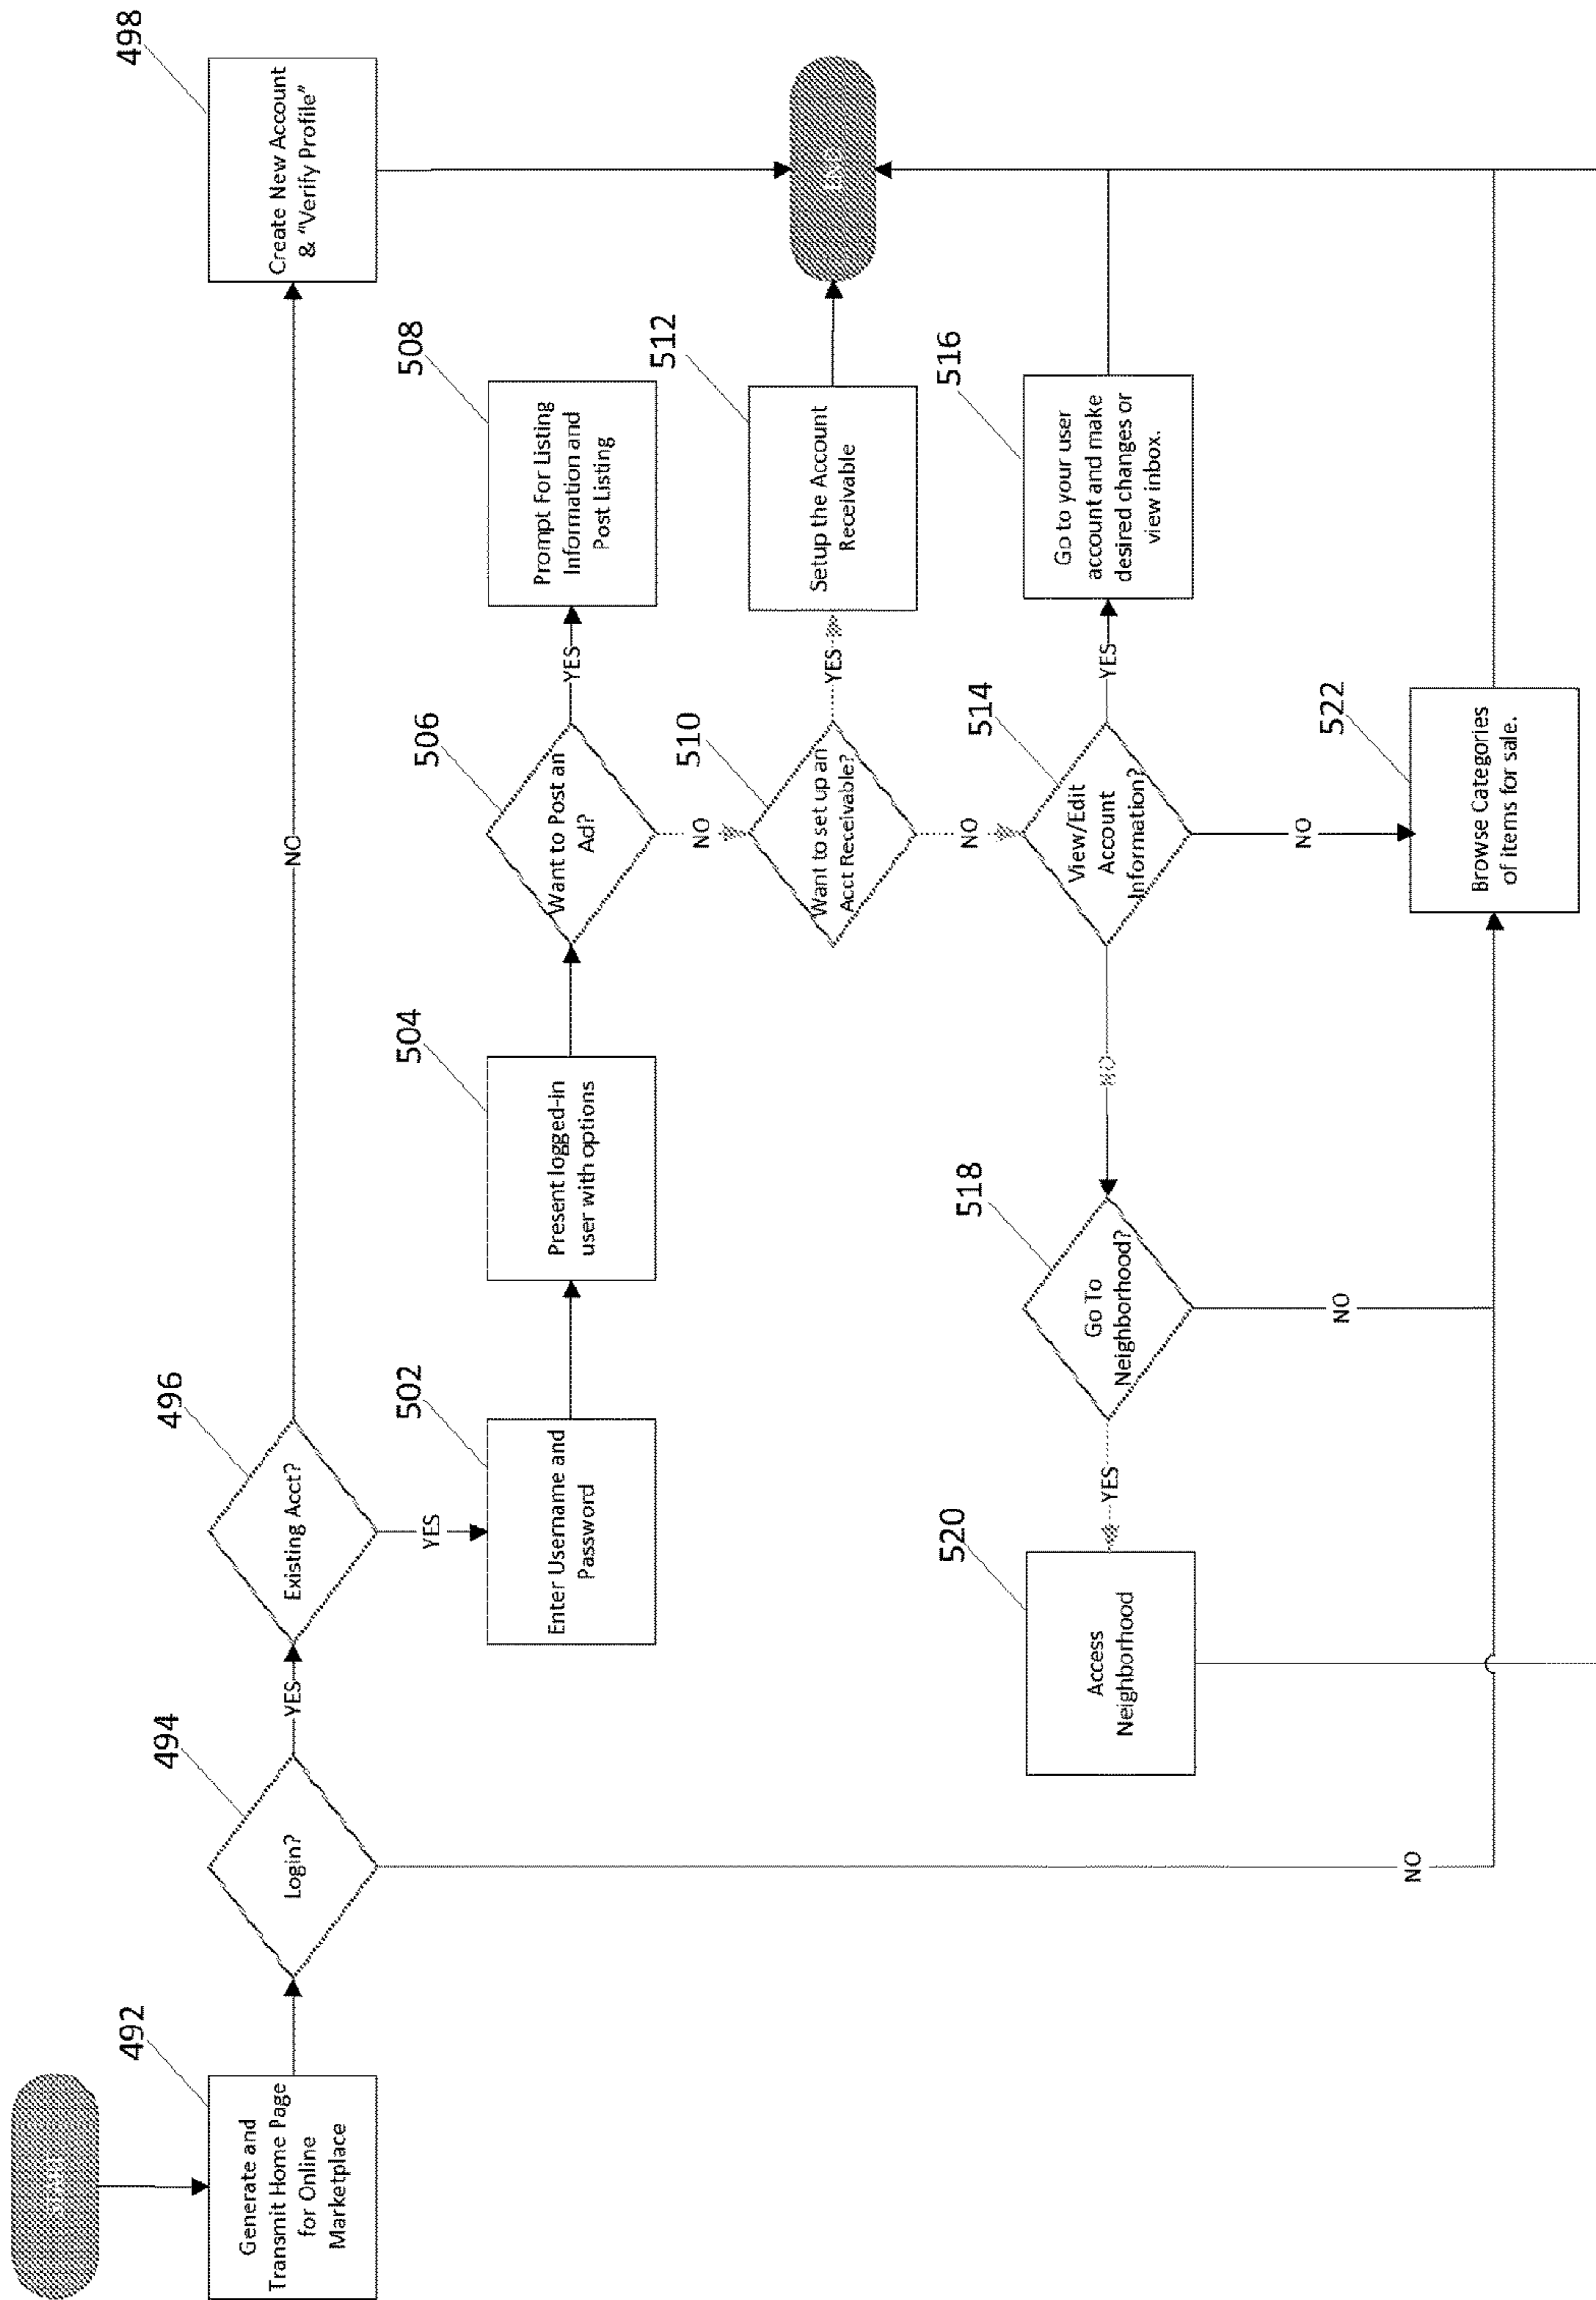 START
492
Generate and
Transmit Home Page
for Online
Marketplace
494
Login?
YES
NO
496
Existing Acct?
NO
YES
498
Create New Account
& "Verify Profile"
502
Enter Username and
Password
504
Present logged-in
user with options
506
Want to Post an
Ad?
YES
NO
508
Prompt For Listing
Information and
Post Listing
510
Want to set up an
Acct Receivable?
YES
NO
512
Setup the Account
Receivable
END
514
View/Edit
Account
Information?
YES
NO
NO
516
Go to your user
account and make
desired changes or
view inbox.
518
Go To
Neighborhood?
YES
NO
520
Access
Neighborhood
522
Browse Categories
of items for sale.